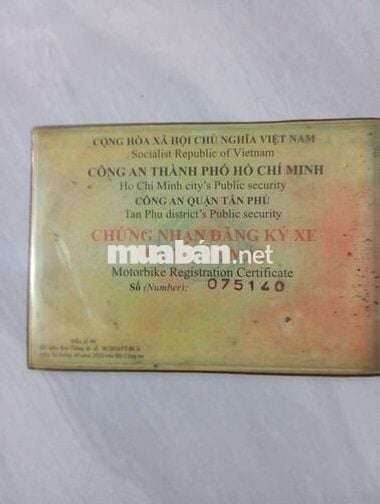 CỘNG HÒA XÃ HỘI CHỦ NGHĨA VIỆT NAM
Socialist Republic of Vietnam
CÔNG AN THÀNH PHỐ HỒ CHÍ MINH
Ho Chi Minh city's Public security
CÔNG AN QUẬN TÂN PHÚ
Tan Phu district's Public security
CHỨNG NHẬN ĐĂNG KÝ XE
muaban.net
Motorbike Registration Certificate
Số (Number): 075140